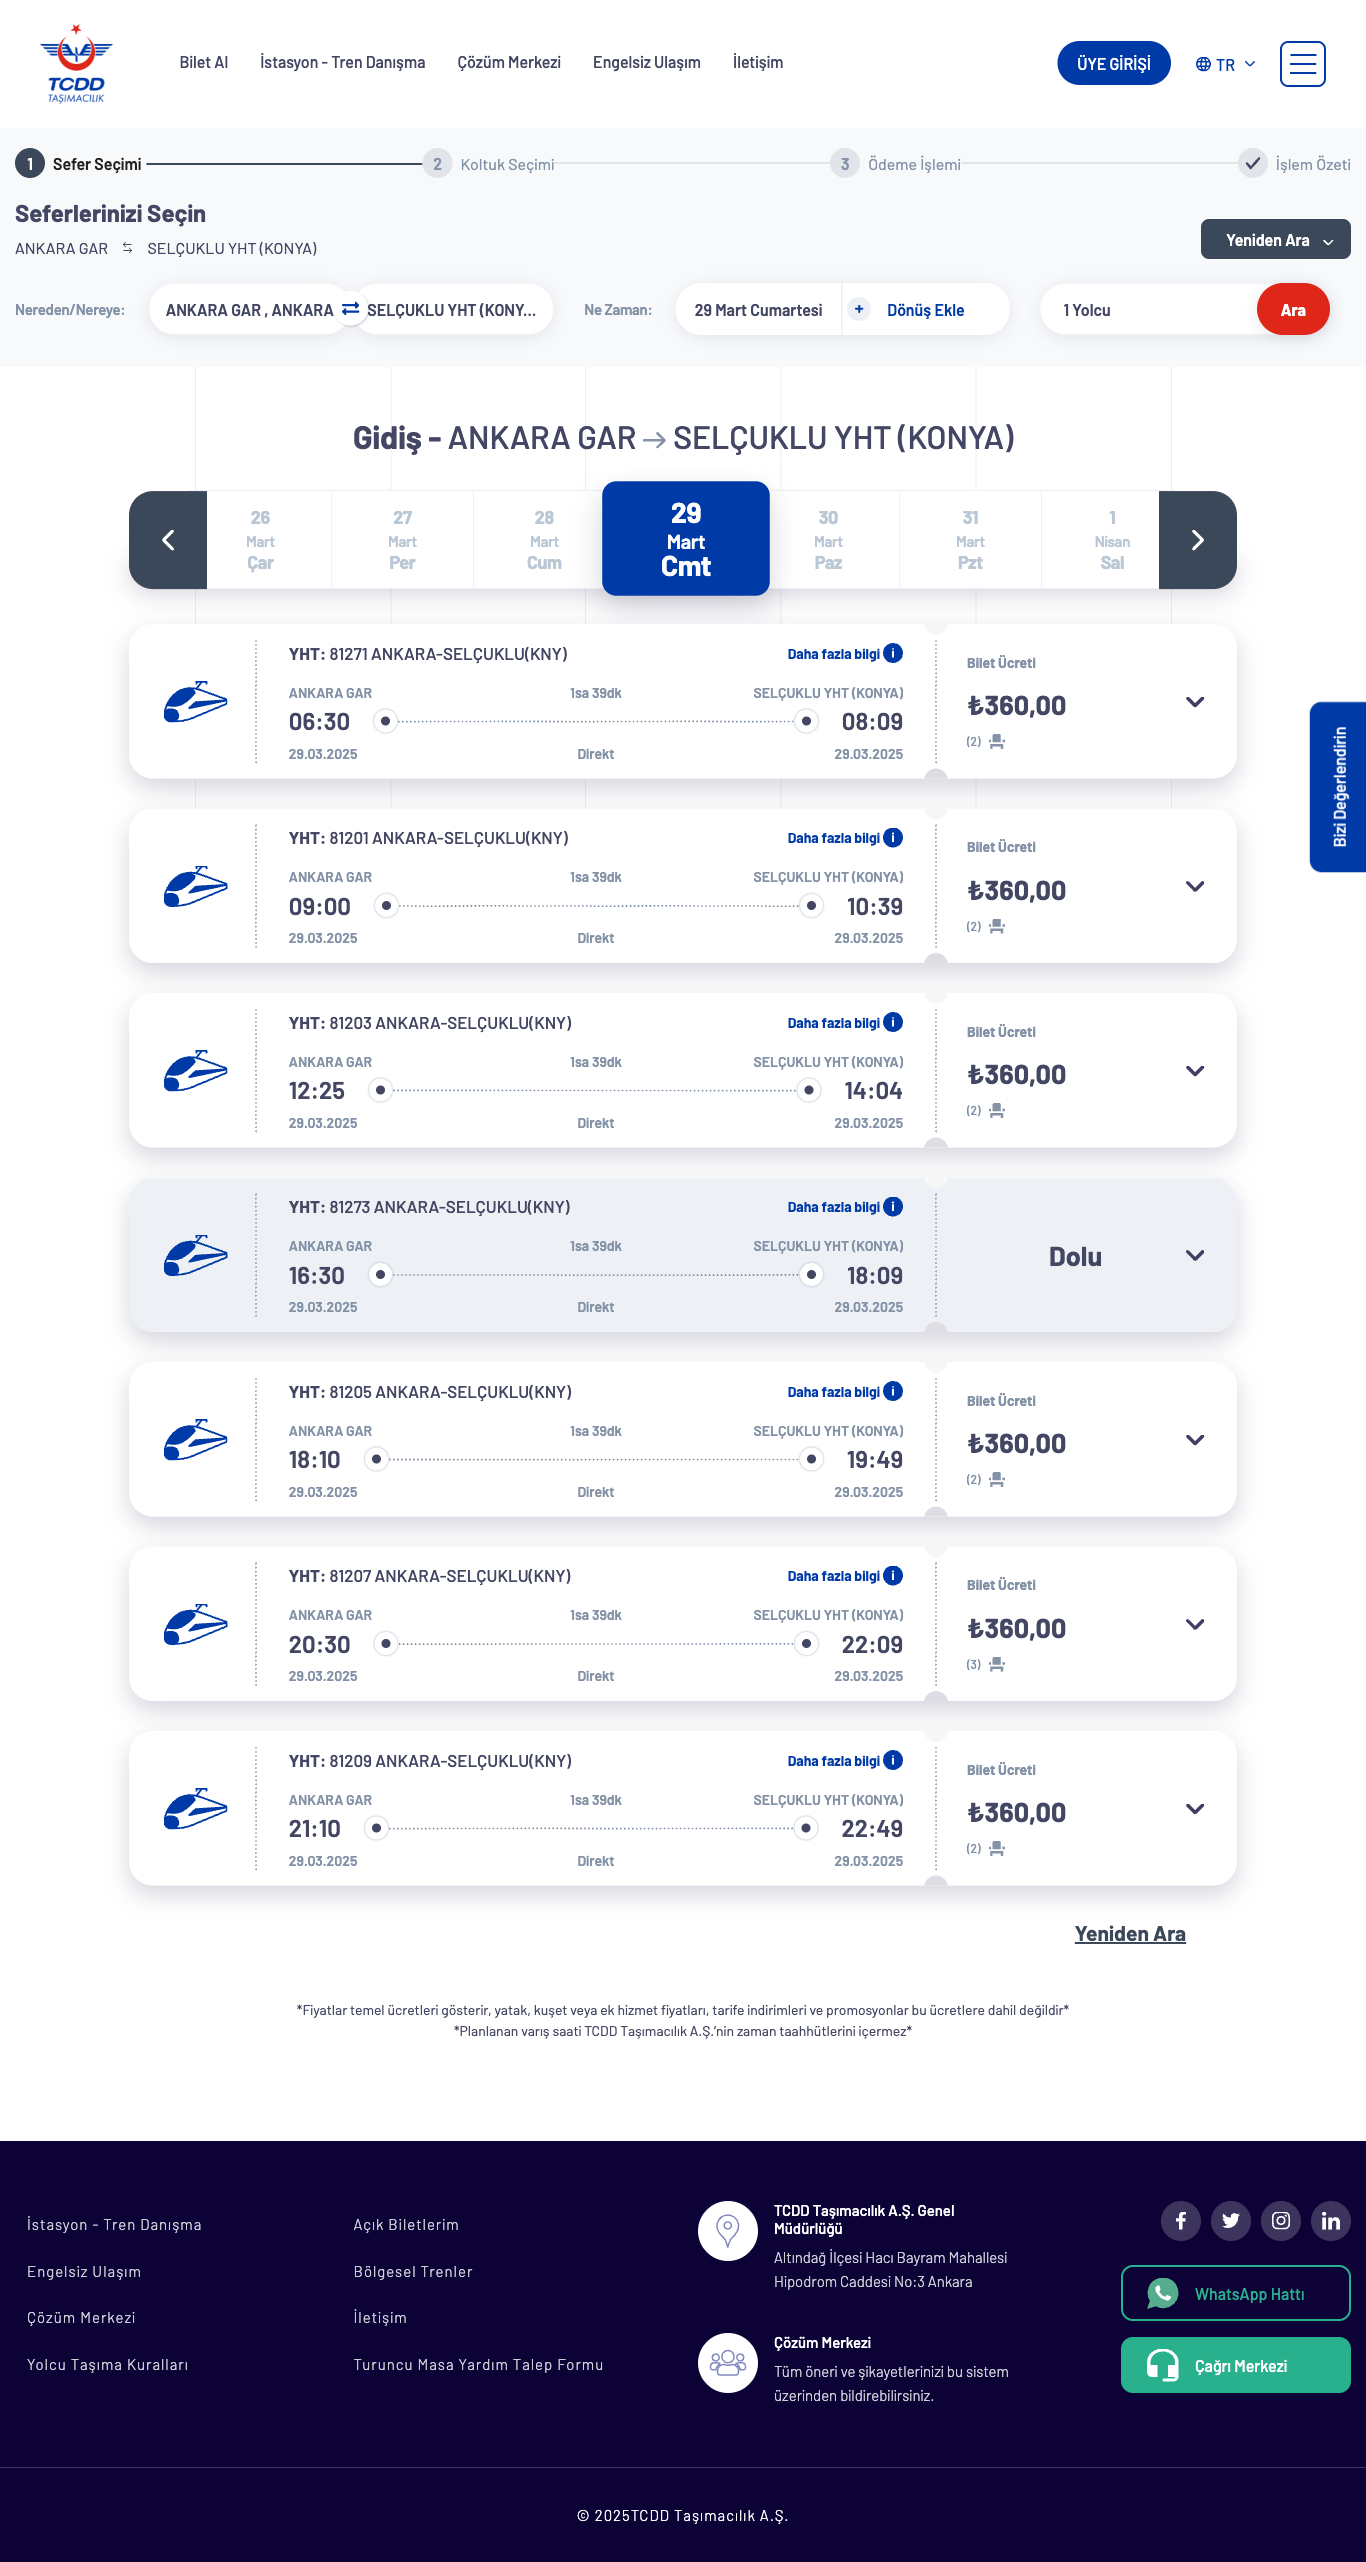 TCDD
TAŞIMACILIK
Bilet Al
İstasyon - Tren Danışma
Çözüm Merkezi
Engelsiz Ulaşım
İletişim
ÜYE GİRİŞİ
TR
1 Sefer Seçimi
2 Koltuk Seçimi
3 Ödeme İşlemi
İşlem Özeti
Seferlerinizi Seçin
ANKARA GAR SELÇUKLU YHT (KONYA)
Yeniden Ara
Nereden/Nereye:
ANKARA GAR , ANKARA
SELÇUKLU YHT (KONY...
Ne Zaman:
29 Mart Cumartesi
+ Dönüş Ekle
1 Yolcu
Ara
Gidiş - ANKARA GAR → SELÇUKLU YHT (KONYA)
26
Mart
Çar
27
Mart
Per
28
Mart
Cum
29
Mart
Cmt
30
Mart
Paz
31
Mart
Pzt
1
Nisan
Sal
YHT: 81271 ANKARA-SELÇUKLU(KNY)
Daha fazla bilgi i
ANKARA GAR 1sa 39dk SELÇUKLU YHT (KONYA)
06:30 08:09
29.03.2025 Direkt 29.03.2025
Bilet Ücreti
₺360,00
(2)
Bizi Değerlendirin
YHT: 81201 ANKARA-SELÇUKLU(KNY)
Daha fazla bilgi i
ANKARA GAR 1sa 39dk SELÇUKLU YHT (KONYA)
09:00 10:39
29.03.2025 Direkt 29.03.2025
Bilet Ücreti
₺360,00
(2)
YHT: 81203 ANKARA-SELÇUKLU(KNY)
Daha fazla bilgi i
ANKARA GAR 1sa 39dk SELÇUKLU YHT (KONYA)
12:25 14:04
29.03.2025 Direkt 29.03.2025
Bilet Ücreti
₺360,00
(2)
YHT: 81273 ANKARA-SELÇUKLU(KNY)
Daha fazla bilgi i
ANKARA GAR 1sa 39dk SELÇUKLU YHT (KONYA)
16:30 18:09
29.03.2025 Direkt 29.03.2025
Dolu
YHT: 81205 ANKARA-SELÇUKLU(KNY)
Daha fazla bilgi i
ANKARA GAR 1sa 39dk SELÇUKLU YHT (KONYA)
18:10 19:49
29.03.2025 Direkt 29.03.2025
Bilet Ücreti
₺360,00
(2)
YHT: 81207 ANKARA-SELÇUKLU(KNY)
Daha fazla bilgi i
ANKARA GAR 1sa 39dk SELÇUKLU YHT (KONYA)
20:30 22:09
29.03.2025 Direkt 29.03.2025
Bilet Ücreti
₺360,00
(3)
YHT: 81209 ANKARA-SELÇUKLU(KNY)
Daha fazla bilgi i
ANKARA GAR 1sa 39dk SELÇUKLU YHT (KONYA)
21:10 22:49
29.03.2025 Direkt 29.03.2025
Bilet Ücreti
₺360,00
(2)
Yeniden Ara
*Fiyatlar temel ücretleri gösterir, yatak, kuşet veya ek hizmet fiyatları, tarife indirimleri ve promosyonlar bu ücretlere dahil değildir*
*Planlanan varış saati TCDD Taşımacılık A.Ş.'nin zaman taahhütlerini içermez*
İstasyon - Tren Danışma
Engelsiz Ulaşım
Çözüm Merkezi
Yolcu Taşıma Kuralları
Açık Biletlerim
Bölgesel Trenler
İletişim
Turuncu Masa Yardım Talep Formu
TCDD Taşımacılık A.Ş. Genel
Müdürlüğü
Altındağ İlçesi Hacı Bayram Mahallesi
Hipodrom Caddesi No:3 Ankara
Çözüm Merkezi
Tüm öneri ve şikayetlerinizi bu sistem
üzerinden bildirebilirsiniz.
WhatsApp Hattı
Çağrı Merkezi
© 2025TCDD Taşımacılık A.Ş.